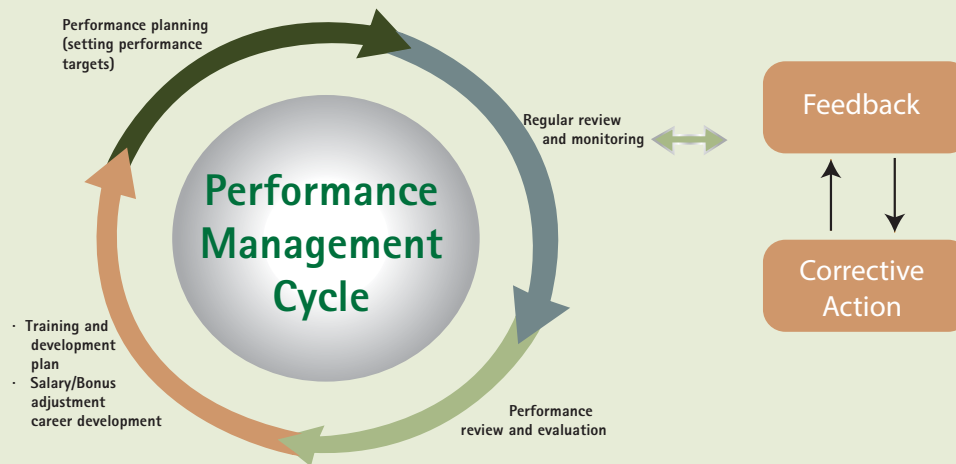 Performance planning
(setting performance
targets)
Regular review
and monitoring
Feedback
Performance
Management
Cycle
Corrective
Action
· Training and
development
plan
· Salary/Bonus
adjustment
career development
Performance
review and evaluation